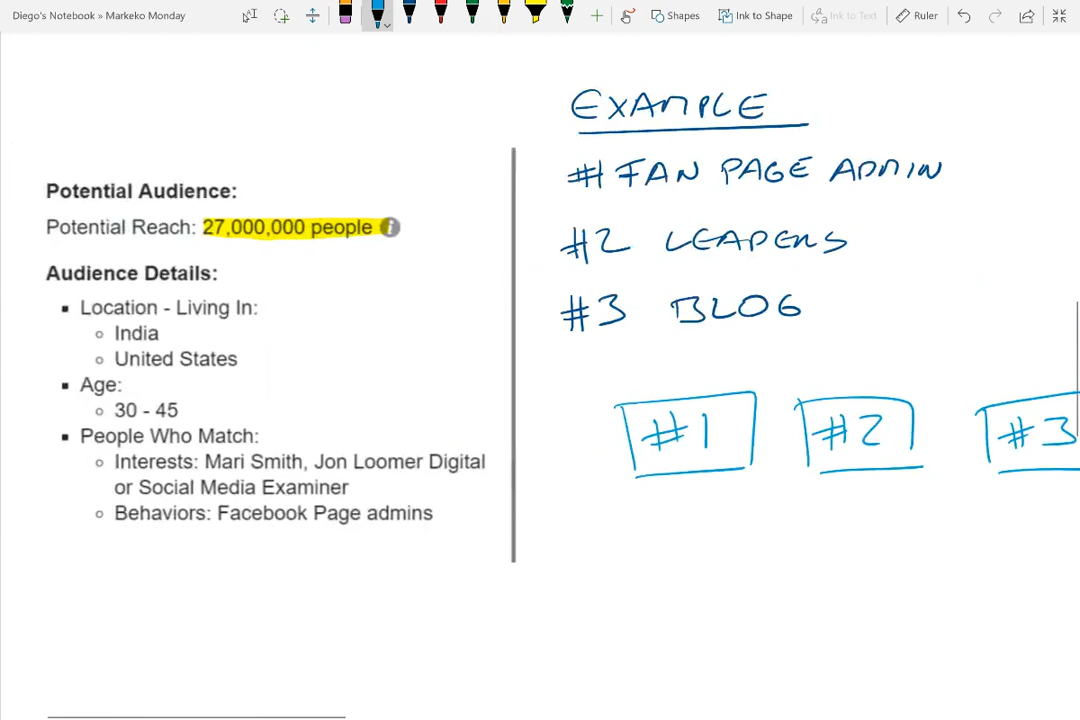 Diego's Notebook » Markeko Monday
Shapes
Ink to Shape
Ink to Text
Ruler
Potential Audience:
Potential Reach: 27,000,000 people
Audience Details:
Location - Living In:
India
United States
Age:
30 - 45
People Who Match:
Interests: Mari Smith, Jon Loomer Digital
or Social Media Examiner
Behaviors: Facebook Page admins
EXAMPLE
#1 FAN PAGE ADMIN
#2 LEADERS
#3 BLOG
#1 #2 #3